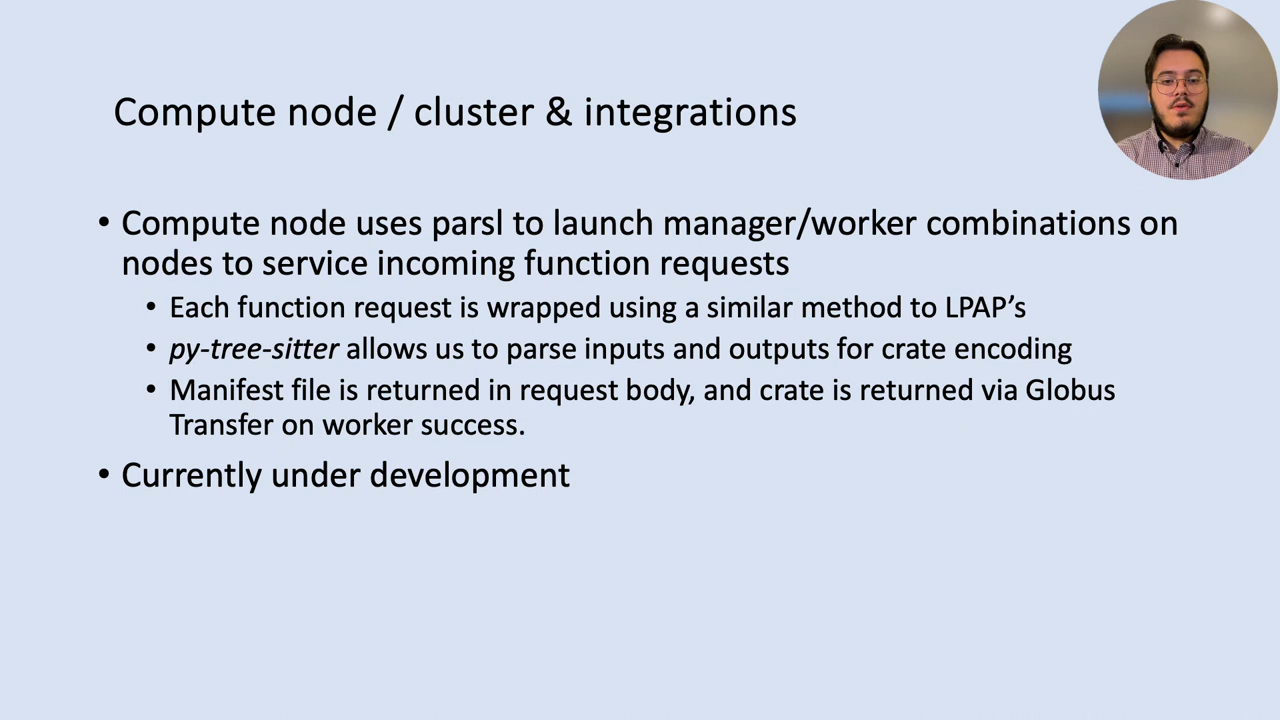 Compute node / cluster & integrations
• Compute node uses parsl to launch manager/worker combinations on
nodes to service incoming function requests
• Each function request is wrapped using a similar method to LPAP’s
• py-tree-sitter allows us to parse inputs and outputs for crate encoding
• Manifest file is returned in request body, and crate is returned via Globus
Transfer on worker success.
• Currently under development